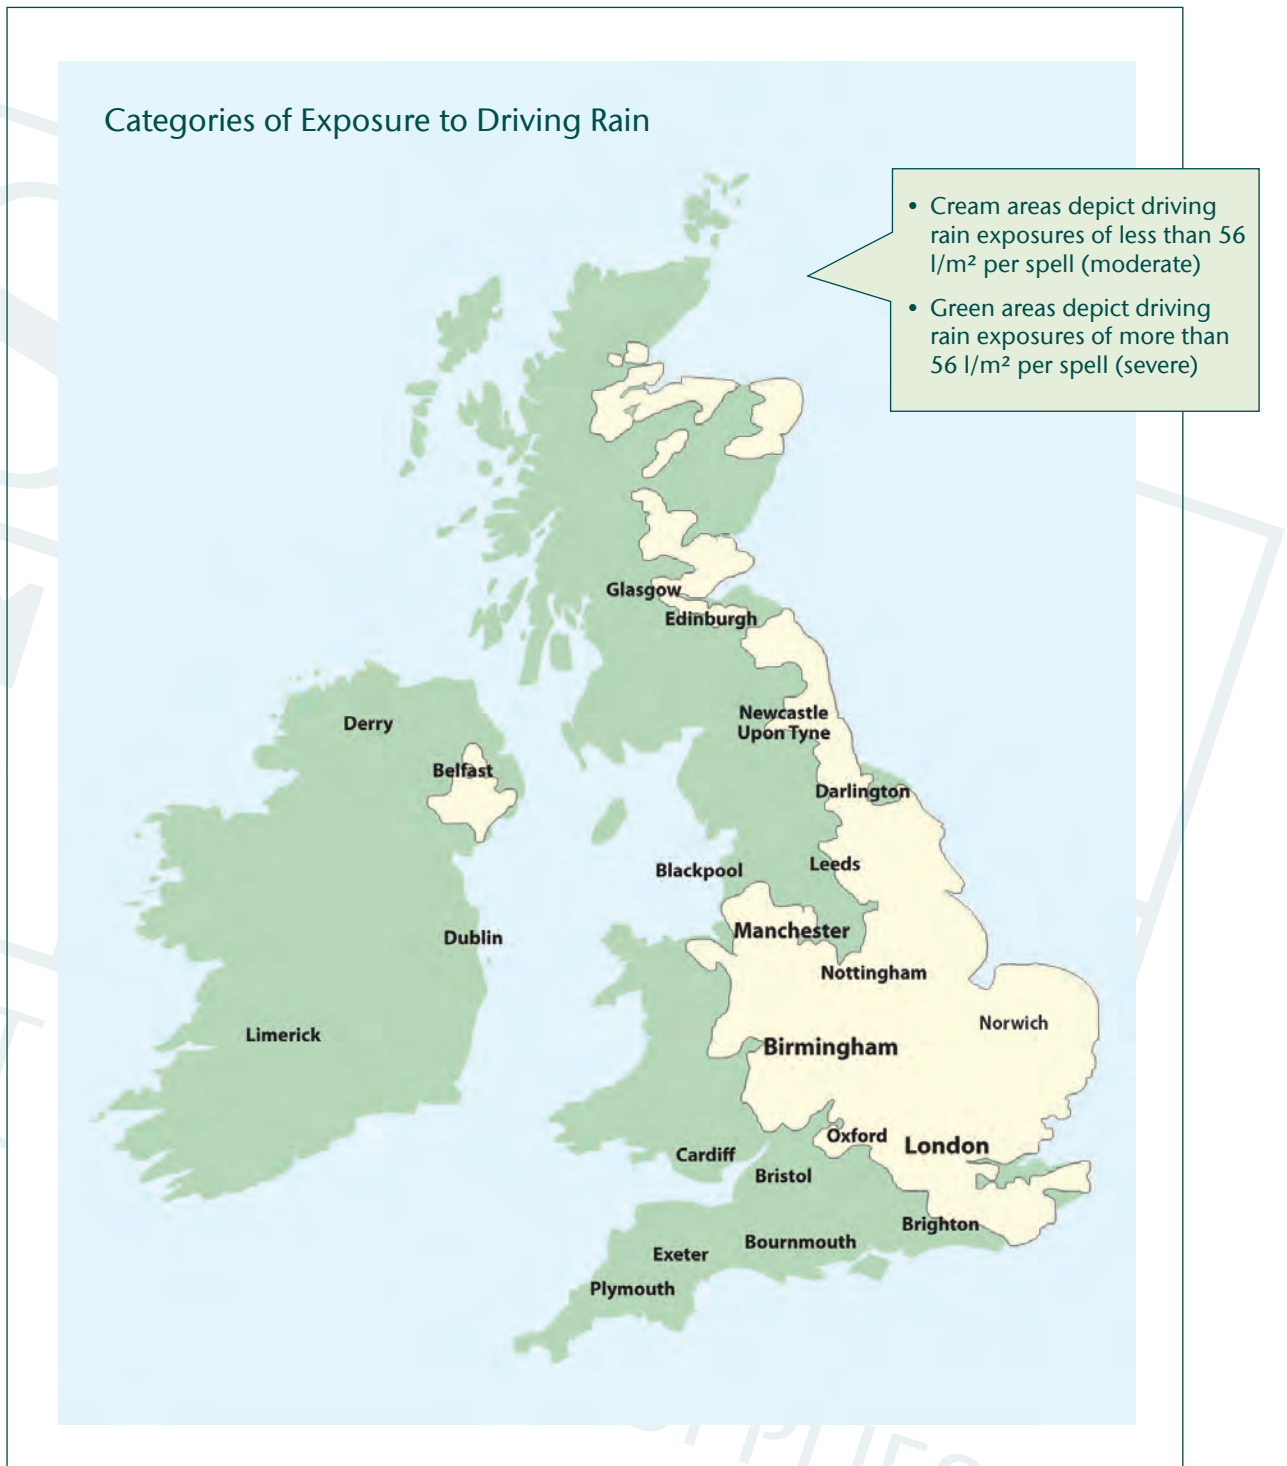 Categories of Exposure to Driving Rain
• Cream areas depict driving
rain exposures of less than 56
l/m² per spell (moderate)
• Green areas depict driving
rain exposures of more than
56 l/m² per spell (severe)
Glasgow
Edinburgh
Newcastle
Upon Tyne
Derry
Belfast
Darlington
Blackpool
Leeds
Dublin
Manchester
Nottingham
Limerick
Norwich
Birmingham
Oxford
London
Cardiff
Bristol
Brighton
Bournmouth
Exeter
Plymouth